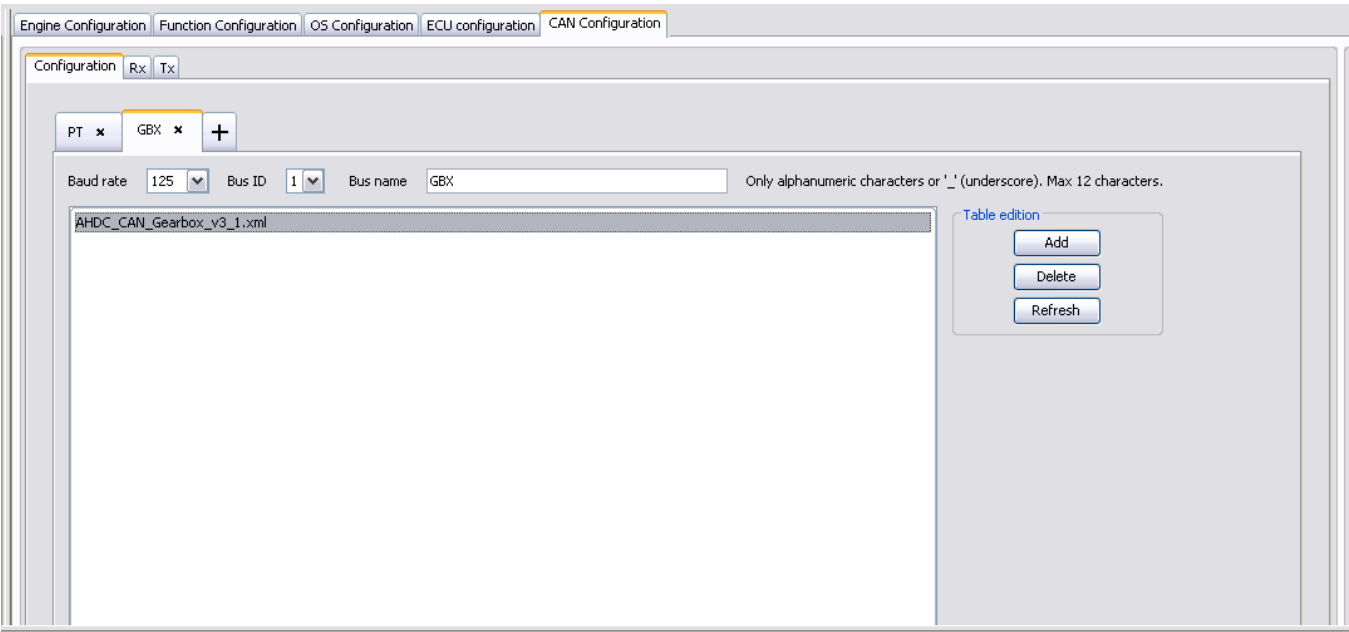 Engine Configuration Function Configuration OS Configuration ECU configuration CAN Configuration
Configuration Rx Tx
PT × GBX × +
Baud rate 125 Bus ID 1 Bus name GBX Only alphanumeric characters or '_' (underscore). Max 12 characters.
AHDC_CAN_Gearbox_v3_1.xml
Table edition
Add
Delete
Refresh